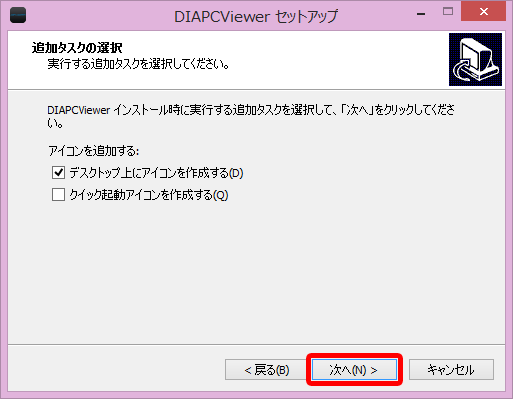 DIAPCViewer セットアップ
追加タスクの選択
実行する追加タスクを選択してください。
DIAPCViewer インストール時に実行する追加タスクを選択して、「次へ」をクリックしてくださ
い。
アイコンを追加する:
デスクトップ上にアイコンを作成する(D)
クイック起動アイコンを作成する(Q)
< 戻る(B)
次へ(N) >
キャンセル